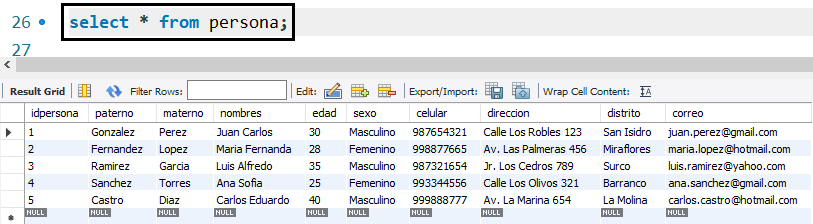 26 select * from persona;
27
Result Grid Filter Rows: Edit: Export/Import: Wrap Cell Content:
idpersona paterno materno nombres edad sexo celular direccion distrito correo
1 Gonzalez Perez Juan Carlos 30 Masculino 987654321 Calle Los Robles 123 San Isidro juan.perez@gmail.com
2 Fernandez Lopez Maria Fernanda 28 Femenino 998877665 Av. Las Palmeras 456 Miraflores maria.lopez@hotmail.com
3 Ramirez Garcia Luis Alfredo 35 Masculino 987321654 Jr. Los Cedros 789 Surco luis.ramirez@yahoo.com
4 Sanchez Torres Ana Sofia 25 Femenino 993344556 Calle Los Olivos 321 Barranco ana.sanchez@gmail.com
5 Castro Diaz Carlos Eduardo 40 Masculino 999888777 Av. La Marina 654 La Molina carlos.castro@hotmail.com
NULL NULL NULL NULL NULL NULL NULL NULL NULL NULL